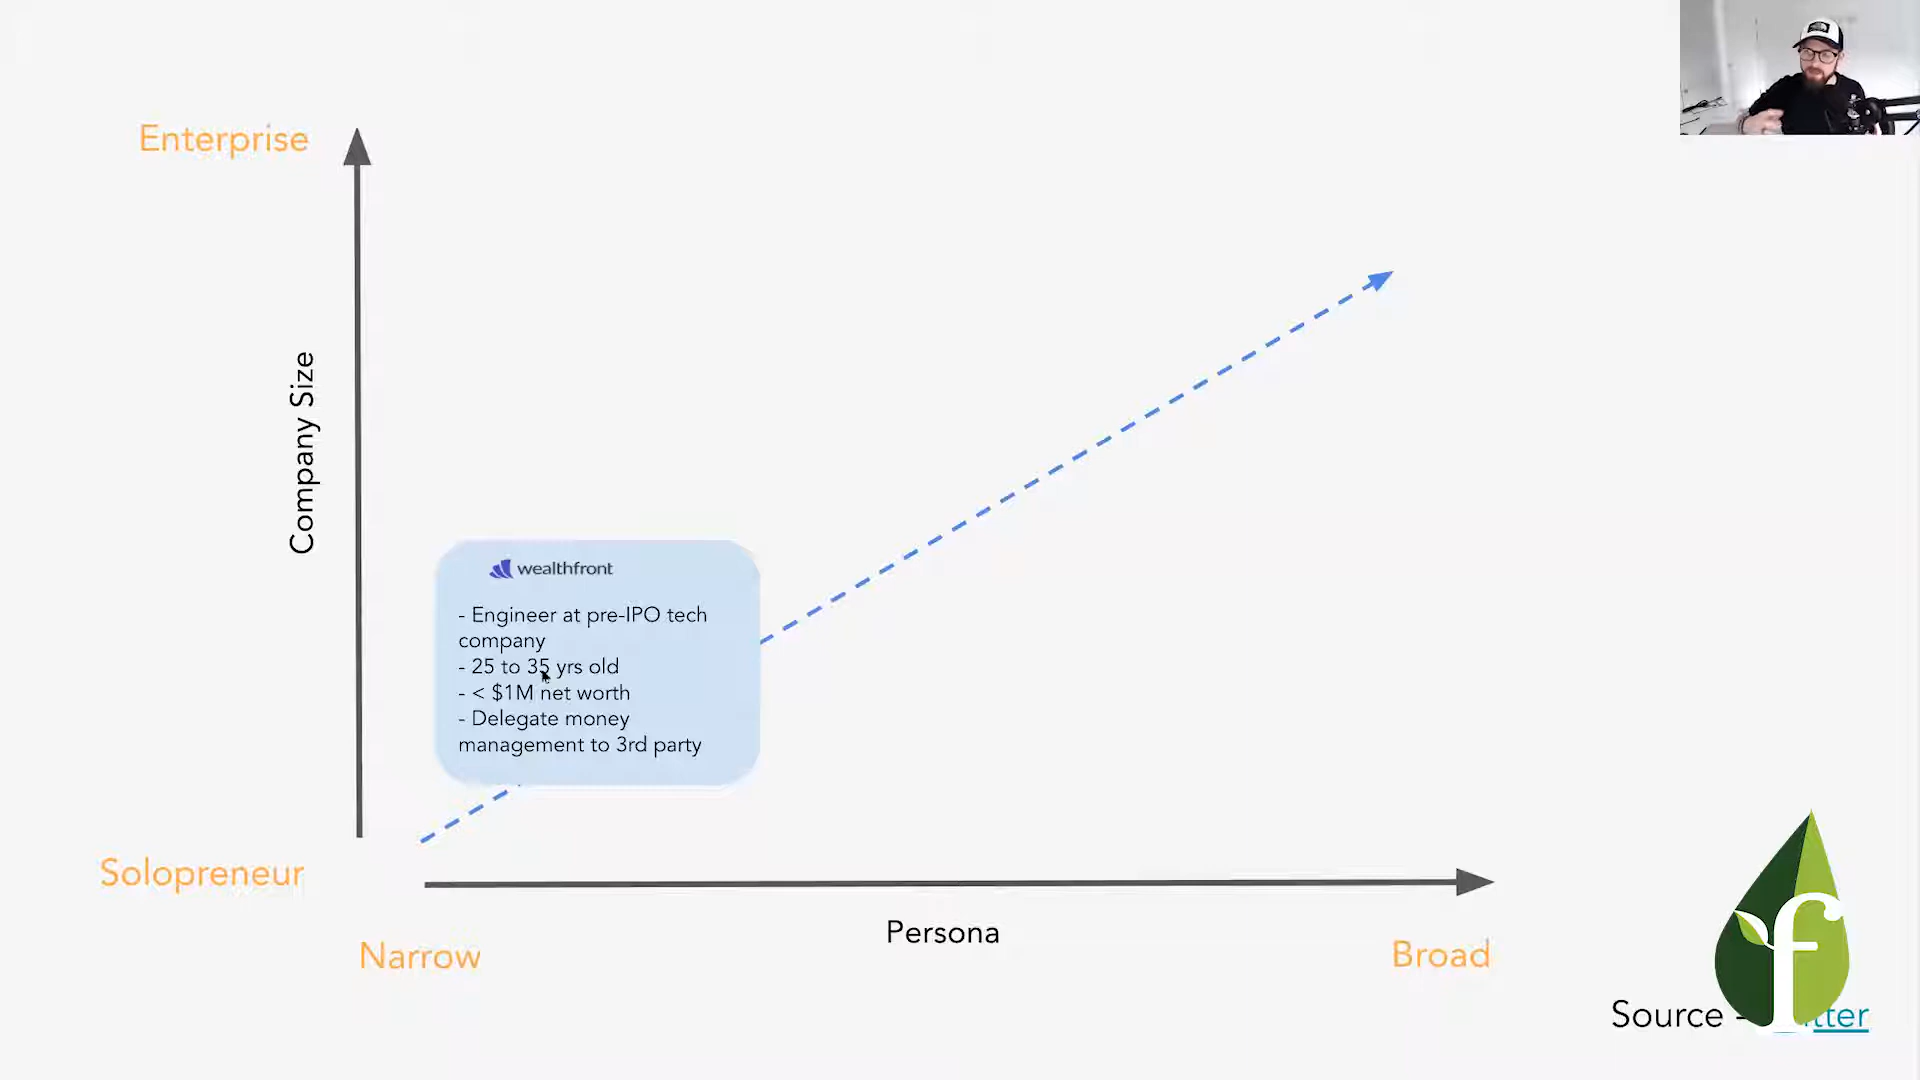 Enterprise
Company Size
wealthfront
- Engineer at pre-IPO tech
company
- 25 to 35 yrs old
- < $1M net worth
- Delegate money
management to 3rd party
Solopreneur
Persona
Narrow
Broad
f
Source